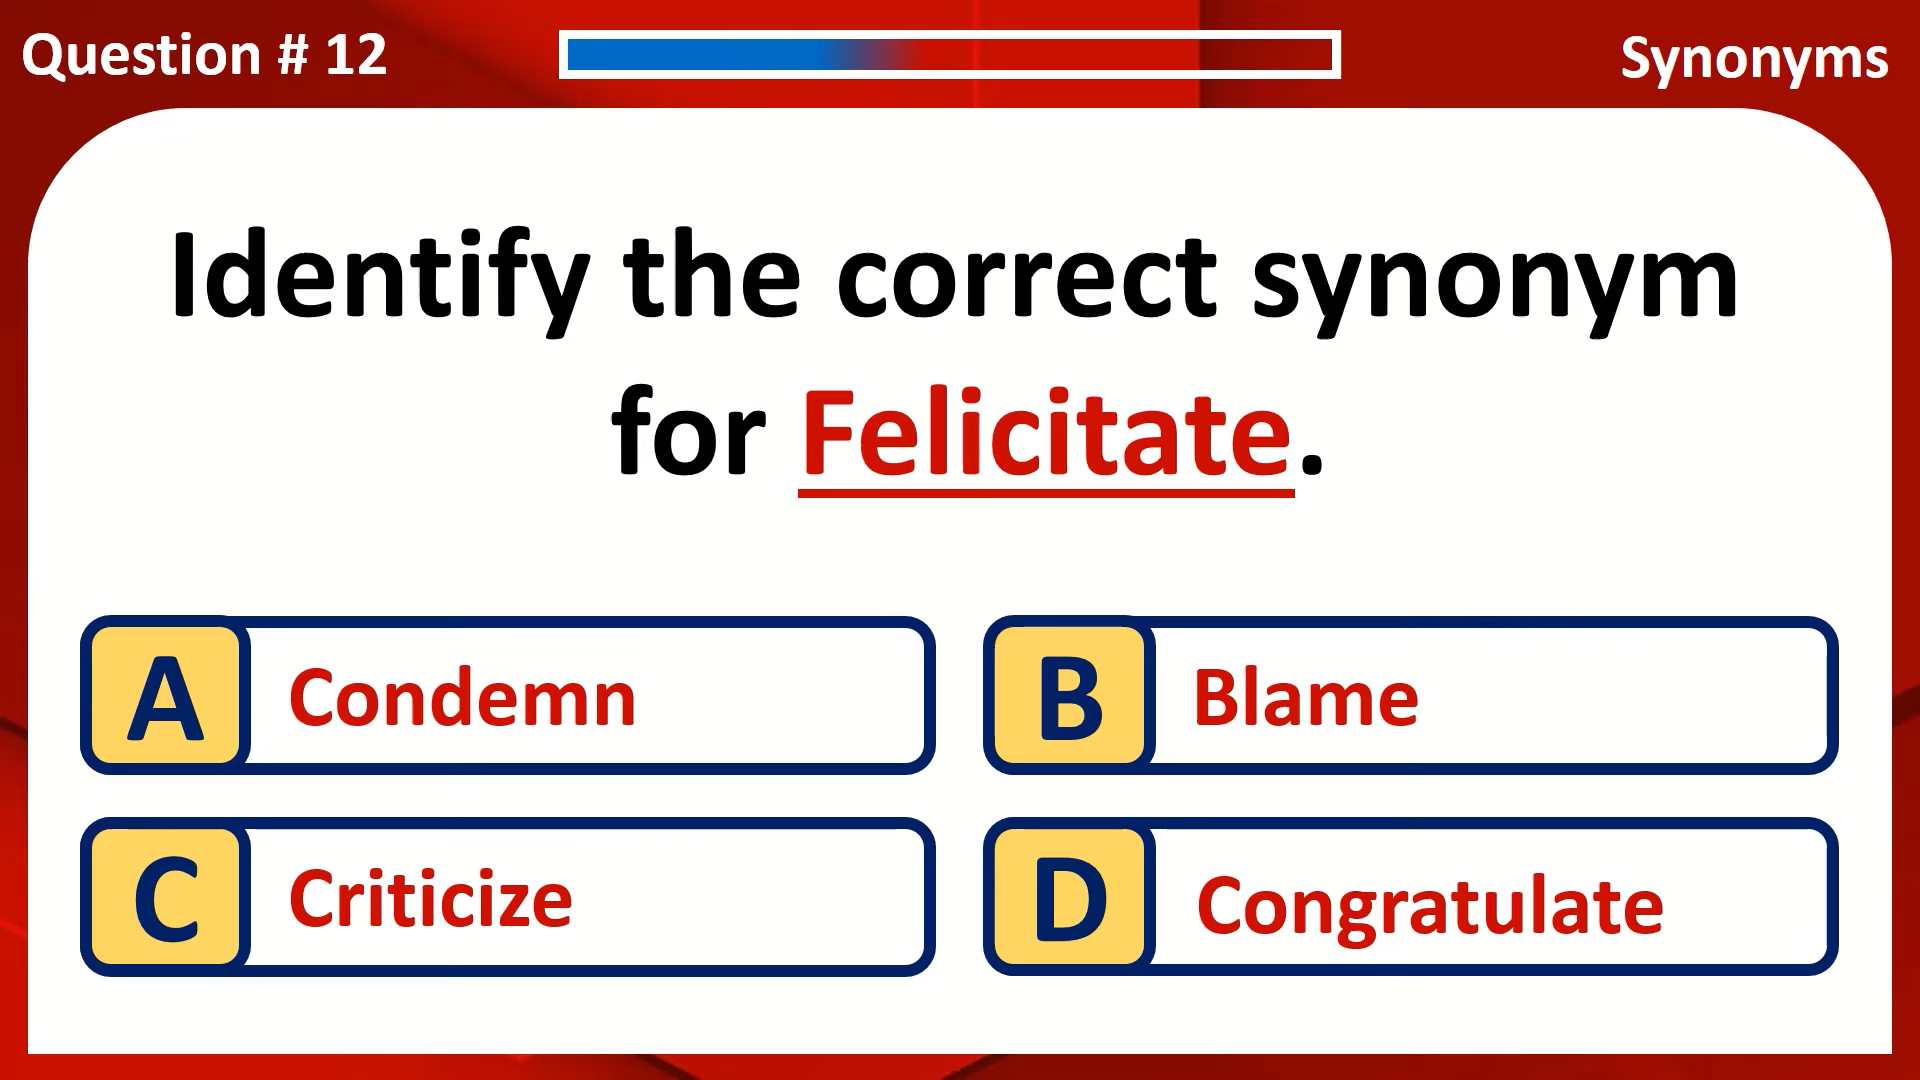 Question # 12
Synonyms
Identify the correct synonym
for Felicitate.
A Condemn
B Blame
C Criticize
D Congratulate